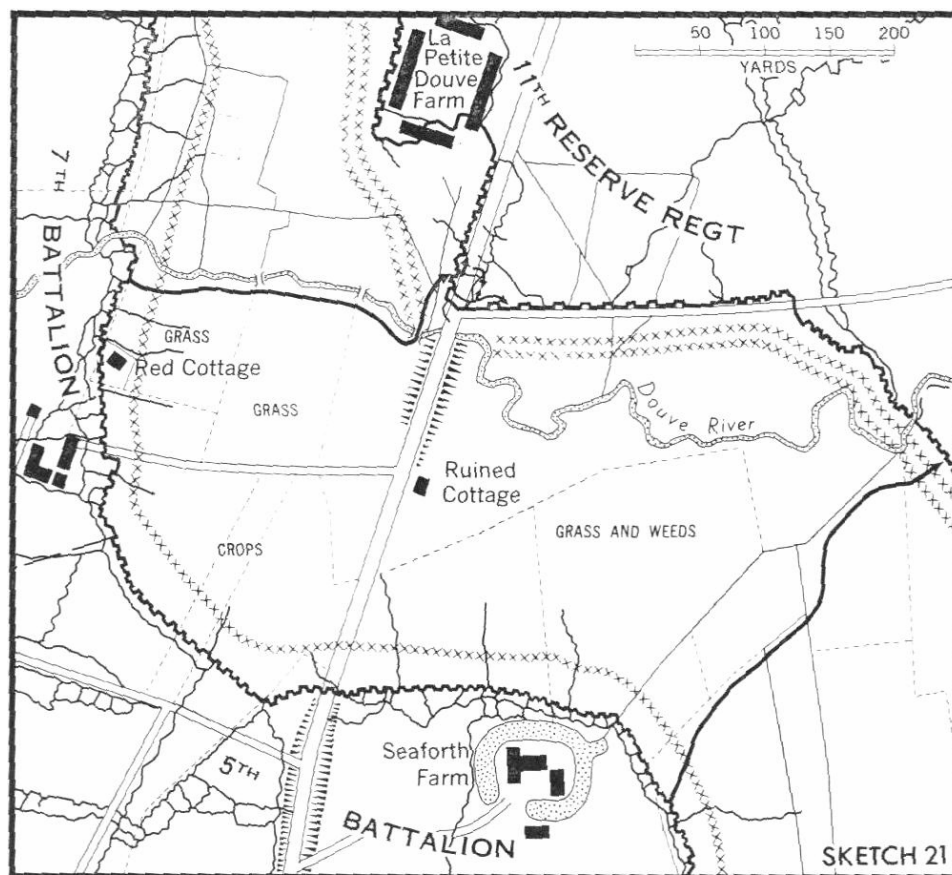 La
Petite
Douve
Farm
50 100 150 200
YARDS
11TH RESERVE REGT
7TH BATTALION
GRASS
Red Cottage
GRASS
Douve River
Ruined
Cottage
GRASS AND WEEDS
CROPS
Seaforth
Farm
5TH BATTALION
SKETCH 21